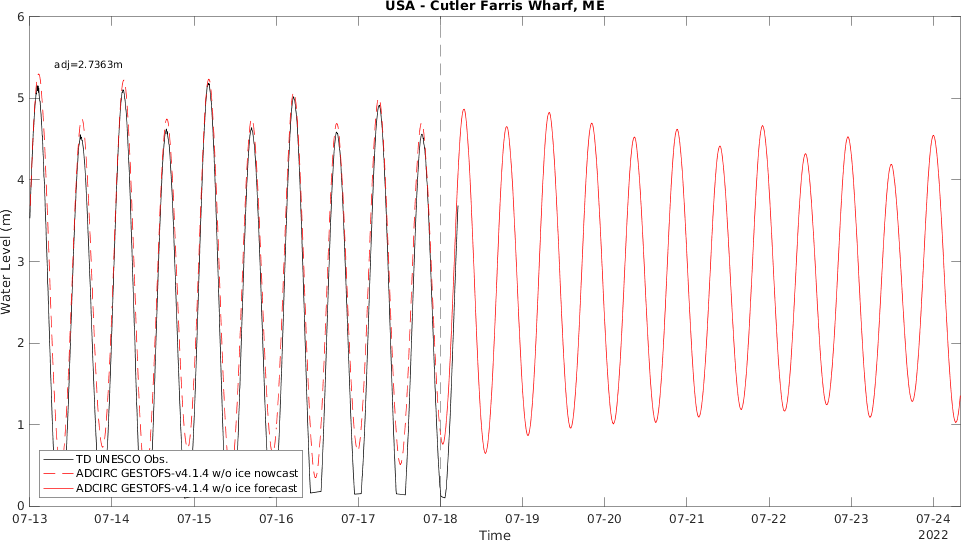 USA - Cutler Farris Wharf, ME
adj=2.7363m
6
5
4
3
2
1
0
Water Level (m)
TD UNESCO Obs.
ADCIRC GESTOFS-v4.1.4 w/o ice nowcast
ADCIRC GESTOFS-v4.1.4 w/o ice forecast
07-13 07-14 07-15 07-16 07-17 07-18 07-19 07-20 07-21 07-22 07-23 07-24
Time
2022